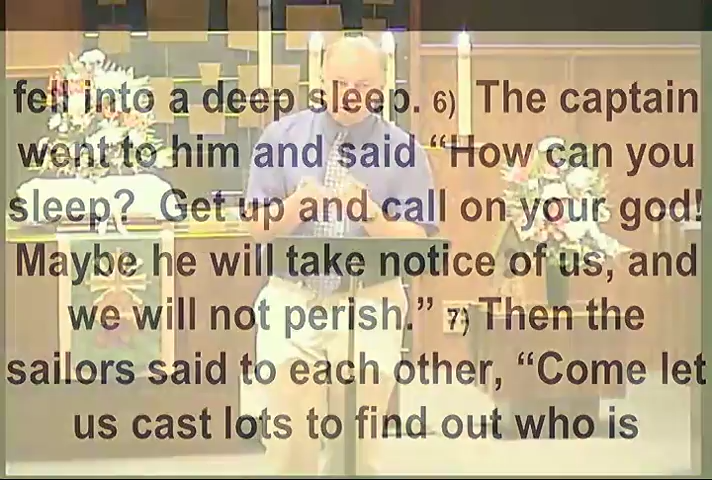 fell into a deep sleep. 6) The captain
went to him and said “How can you
sleep? Get up and call on your god!
Maybe he will take notice of us, and
we will not perish.” 7) Then the
sailors said to each other, “Come let
us cast lots to find out who is